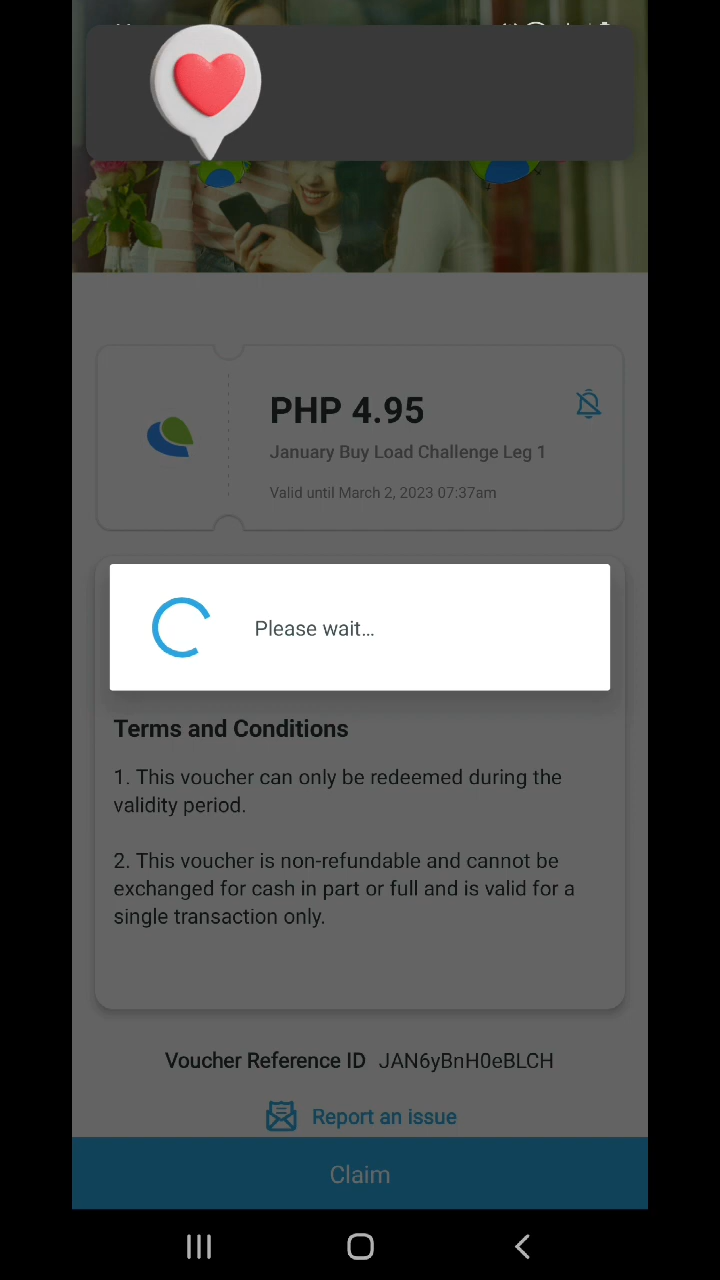 PHP 4.95
January Buy Load Challenge Leg 1
Valid until March 2, 2023 07:37am
Please wait...
Terms and Conditions
1. This voucher can only be redeemed during the
validity period.
2. This voucher is non-refundable and cannot be
exchanged for cash in part or full and is valid for a
single transaction only.
Voucher Reference ID JAN6yBnH0eBLCH
Report an issue
Claim